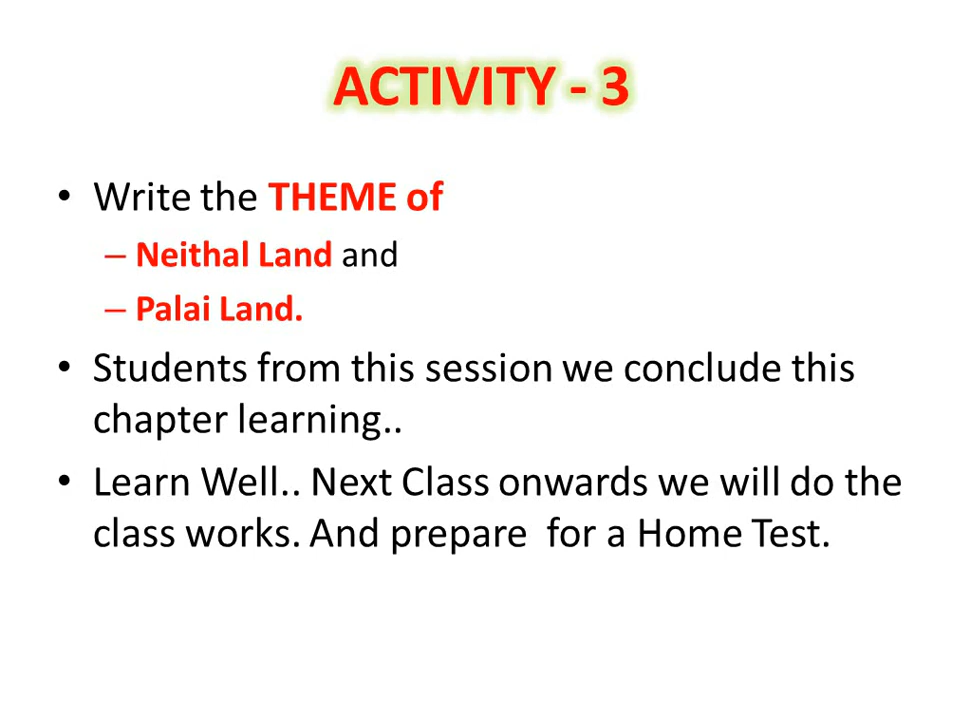 ACTIVITY - 3
• Write the THEME of
– Neithal Land and
– Palai Land.
• Students from this session we conclude this
chapter learning..
• Learn Well.. Next Class onwards we will do the
class works. And prepare  for a Home Test.